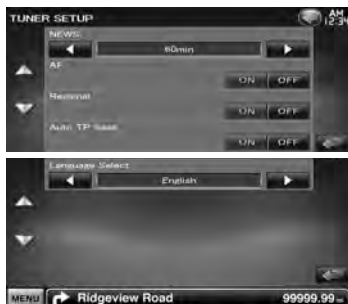 TUNER SETUP
AM
12:34
NEWS
60min
AF
ON OFF
Regional
ON OFF
Auto TP Seek
ON OFF
Language Select
English
MENU Ridgeview Road 99999.99